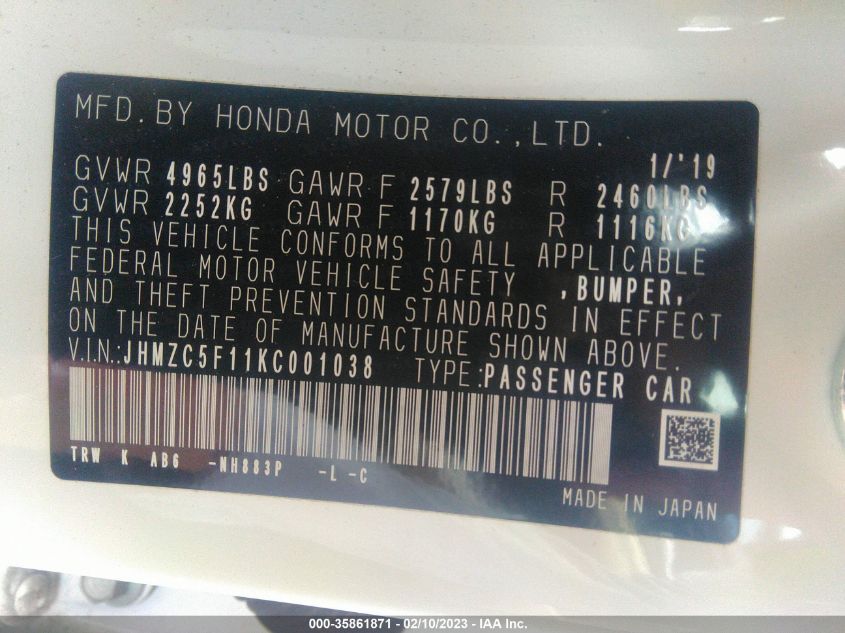 MFD.BY HONDA MOTOR CO.,LTD.
1/'19
GVWR 4965LBS GAWR F 2579LBS R 2460LBS
GVWR 2252KG GAWR F 1170KG R 1116KG
THIS VEHICLE CONFORMS TO ALL APPLICABLE
FEDERAL MOTOR VEHICLE SAFETY ,BUMPER,
AND THEFT PREVENTION STANDARDS IN EFFECT
ON THE DATE OF MANUFACTURE SHOWN ABOVE.
V.IN.:JHMZC5F11KC001038 TYPE:PASSENGER CAR
TRW K AB6 -NH883P -L -C
MADE IN JAPAN
000-35861871 - 02/10/2023 - IAA Inc.